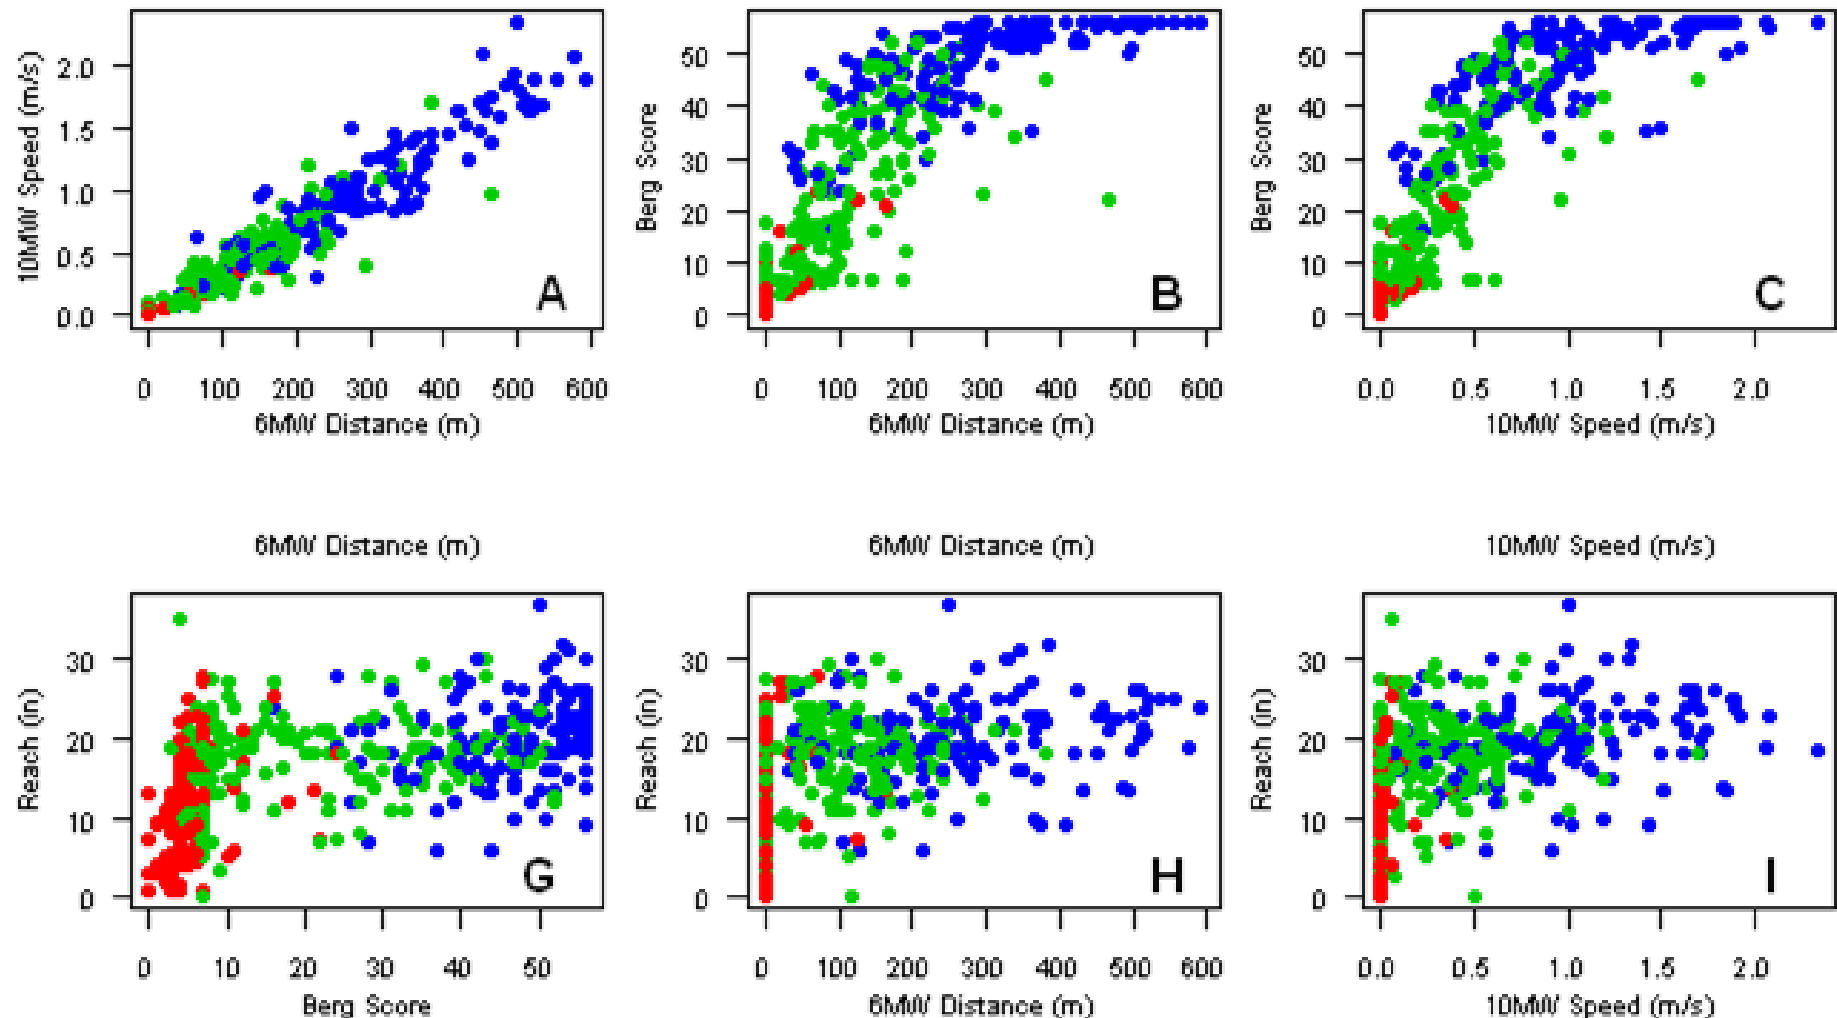 10MW Speed (m/s)
2.0
1.5
1.0
0.5
0.0
A
0 100 200 300 400 500 600
6MW Distance (m)
Berg Score
50
40
30
20
10
0
B
0 100 200 300 400 500 600
6MW Distance (m)
Berg Score
50
40
30
20
10
0
C
0.0 0.5 1.0 1.5 2.0
10MW Speed (m/s)
6MW Distance (m)
6MW Distance (m)
10MW Speed (m/s)
Reach (in)
30
20
10
0
G
0 10 20 30 40 50
Berg Score
Reach (in)
30
20
10
0
H
0 100 200 300 400 500 600
6MW Distance (m)
Reach (in)
30
20
10
0
I
0.0 0.5 1.0 1.5 2.0
10MW Speed (m/s)